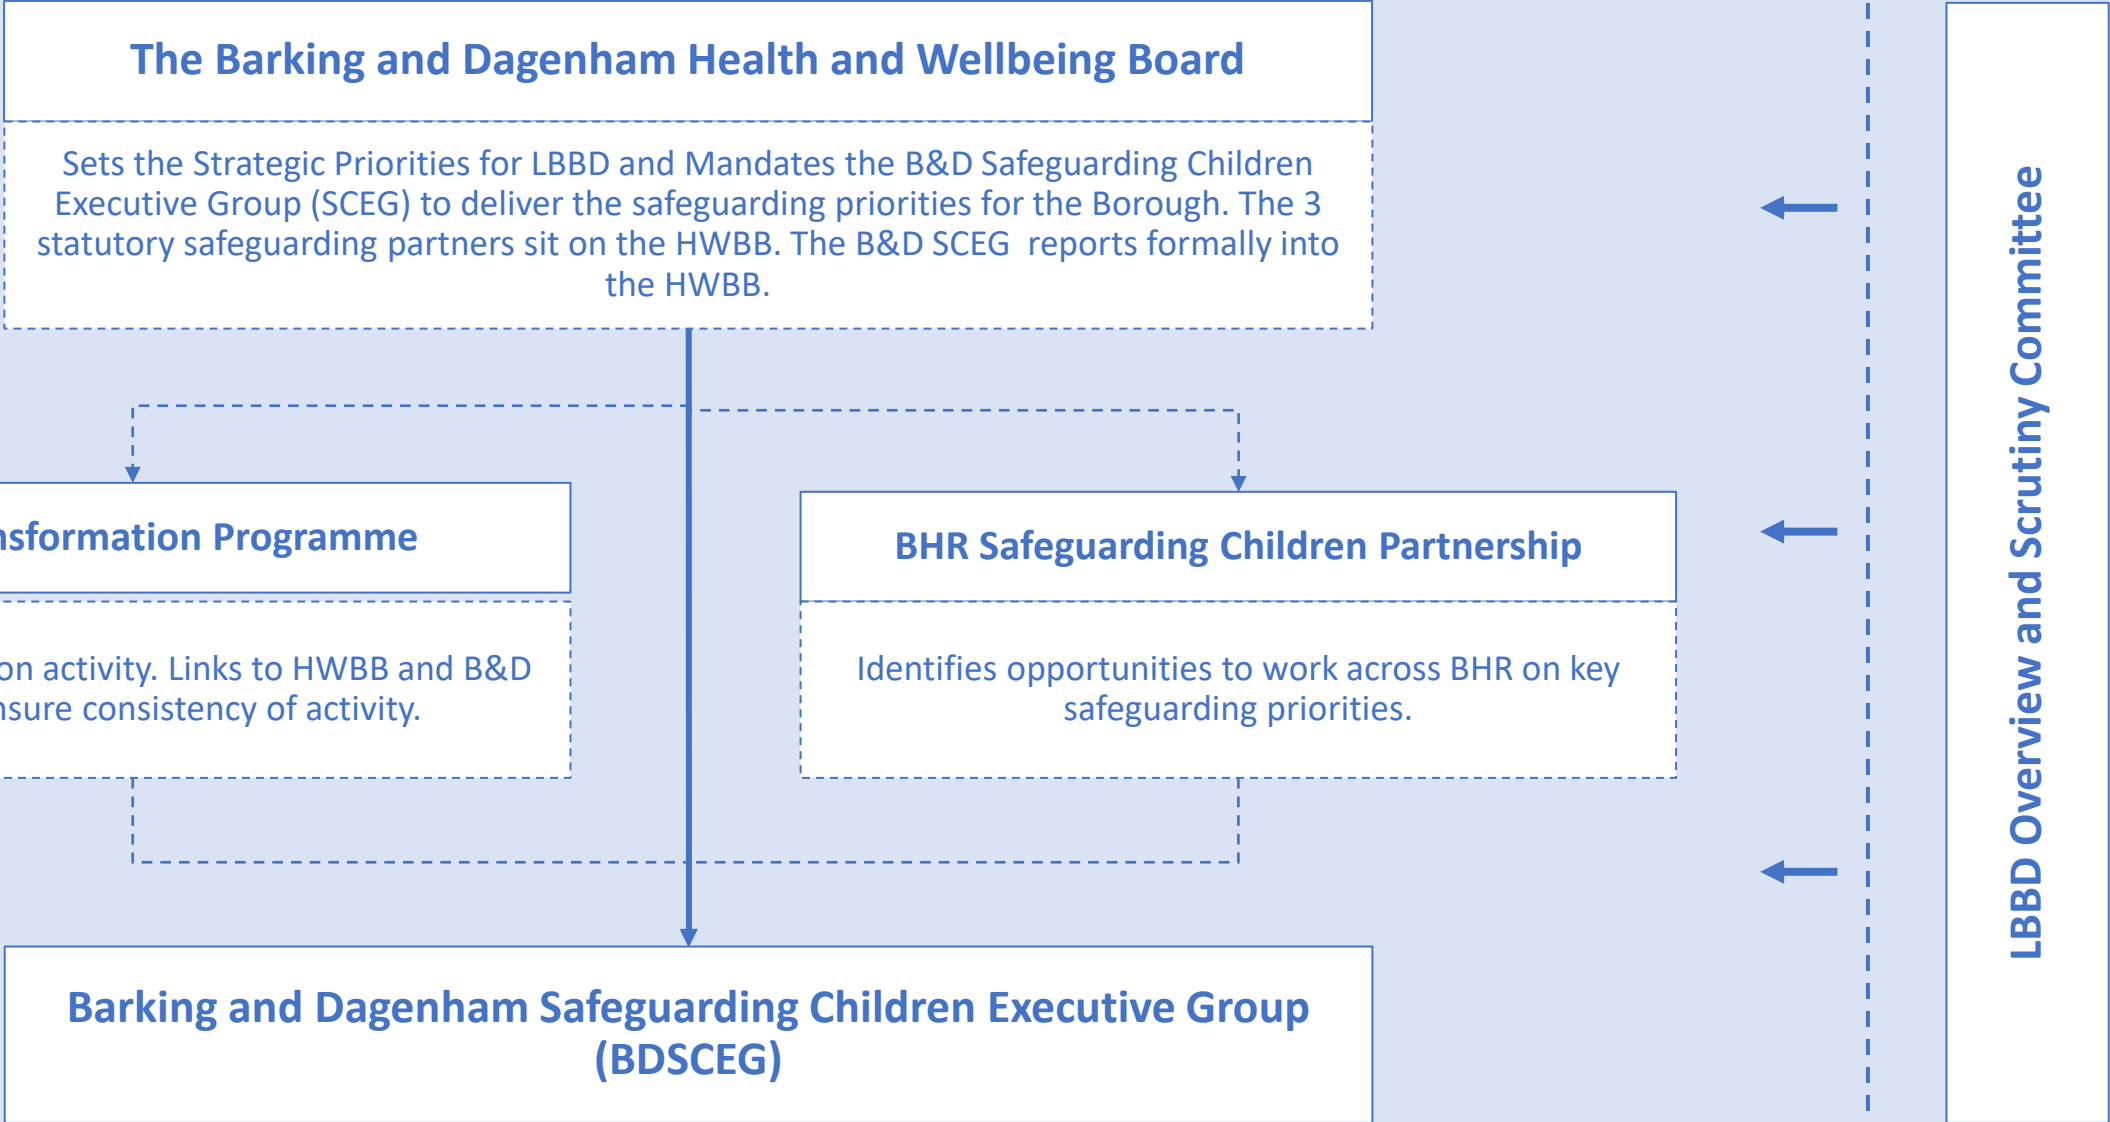 The Barking and Dagenham Health and Wellbeing Board
Sets the Strategic Priorities for LBBD and Mandates the B&D Safeguarding Children
Executive Group (SCEG) to deliver the safeguarding priorities for the Borough. The 3
statutory safeguarding partners sit on the HWBB. The B&D SCEG  reports formally into
the HWBB.
nsformation Programme
on activity. Links to HWBB and B&D
nsure consistency of activity.
BHR Safeguarding Children Partnership
Identifies opportunities to work across BHR on key
safeguarding priorities.
Barking and Dagenham Safeguarding Children Executive Group
(BDSCEG)
LBBD Overview and Scrutiny Committee